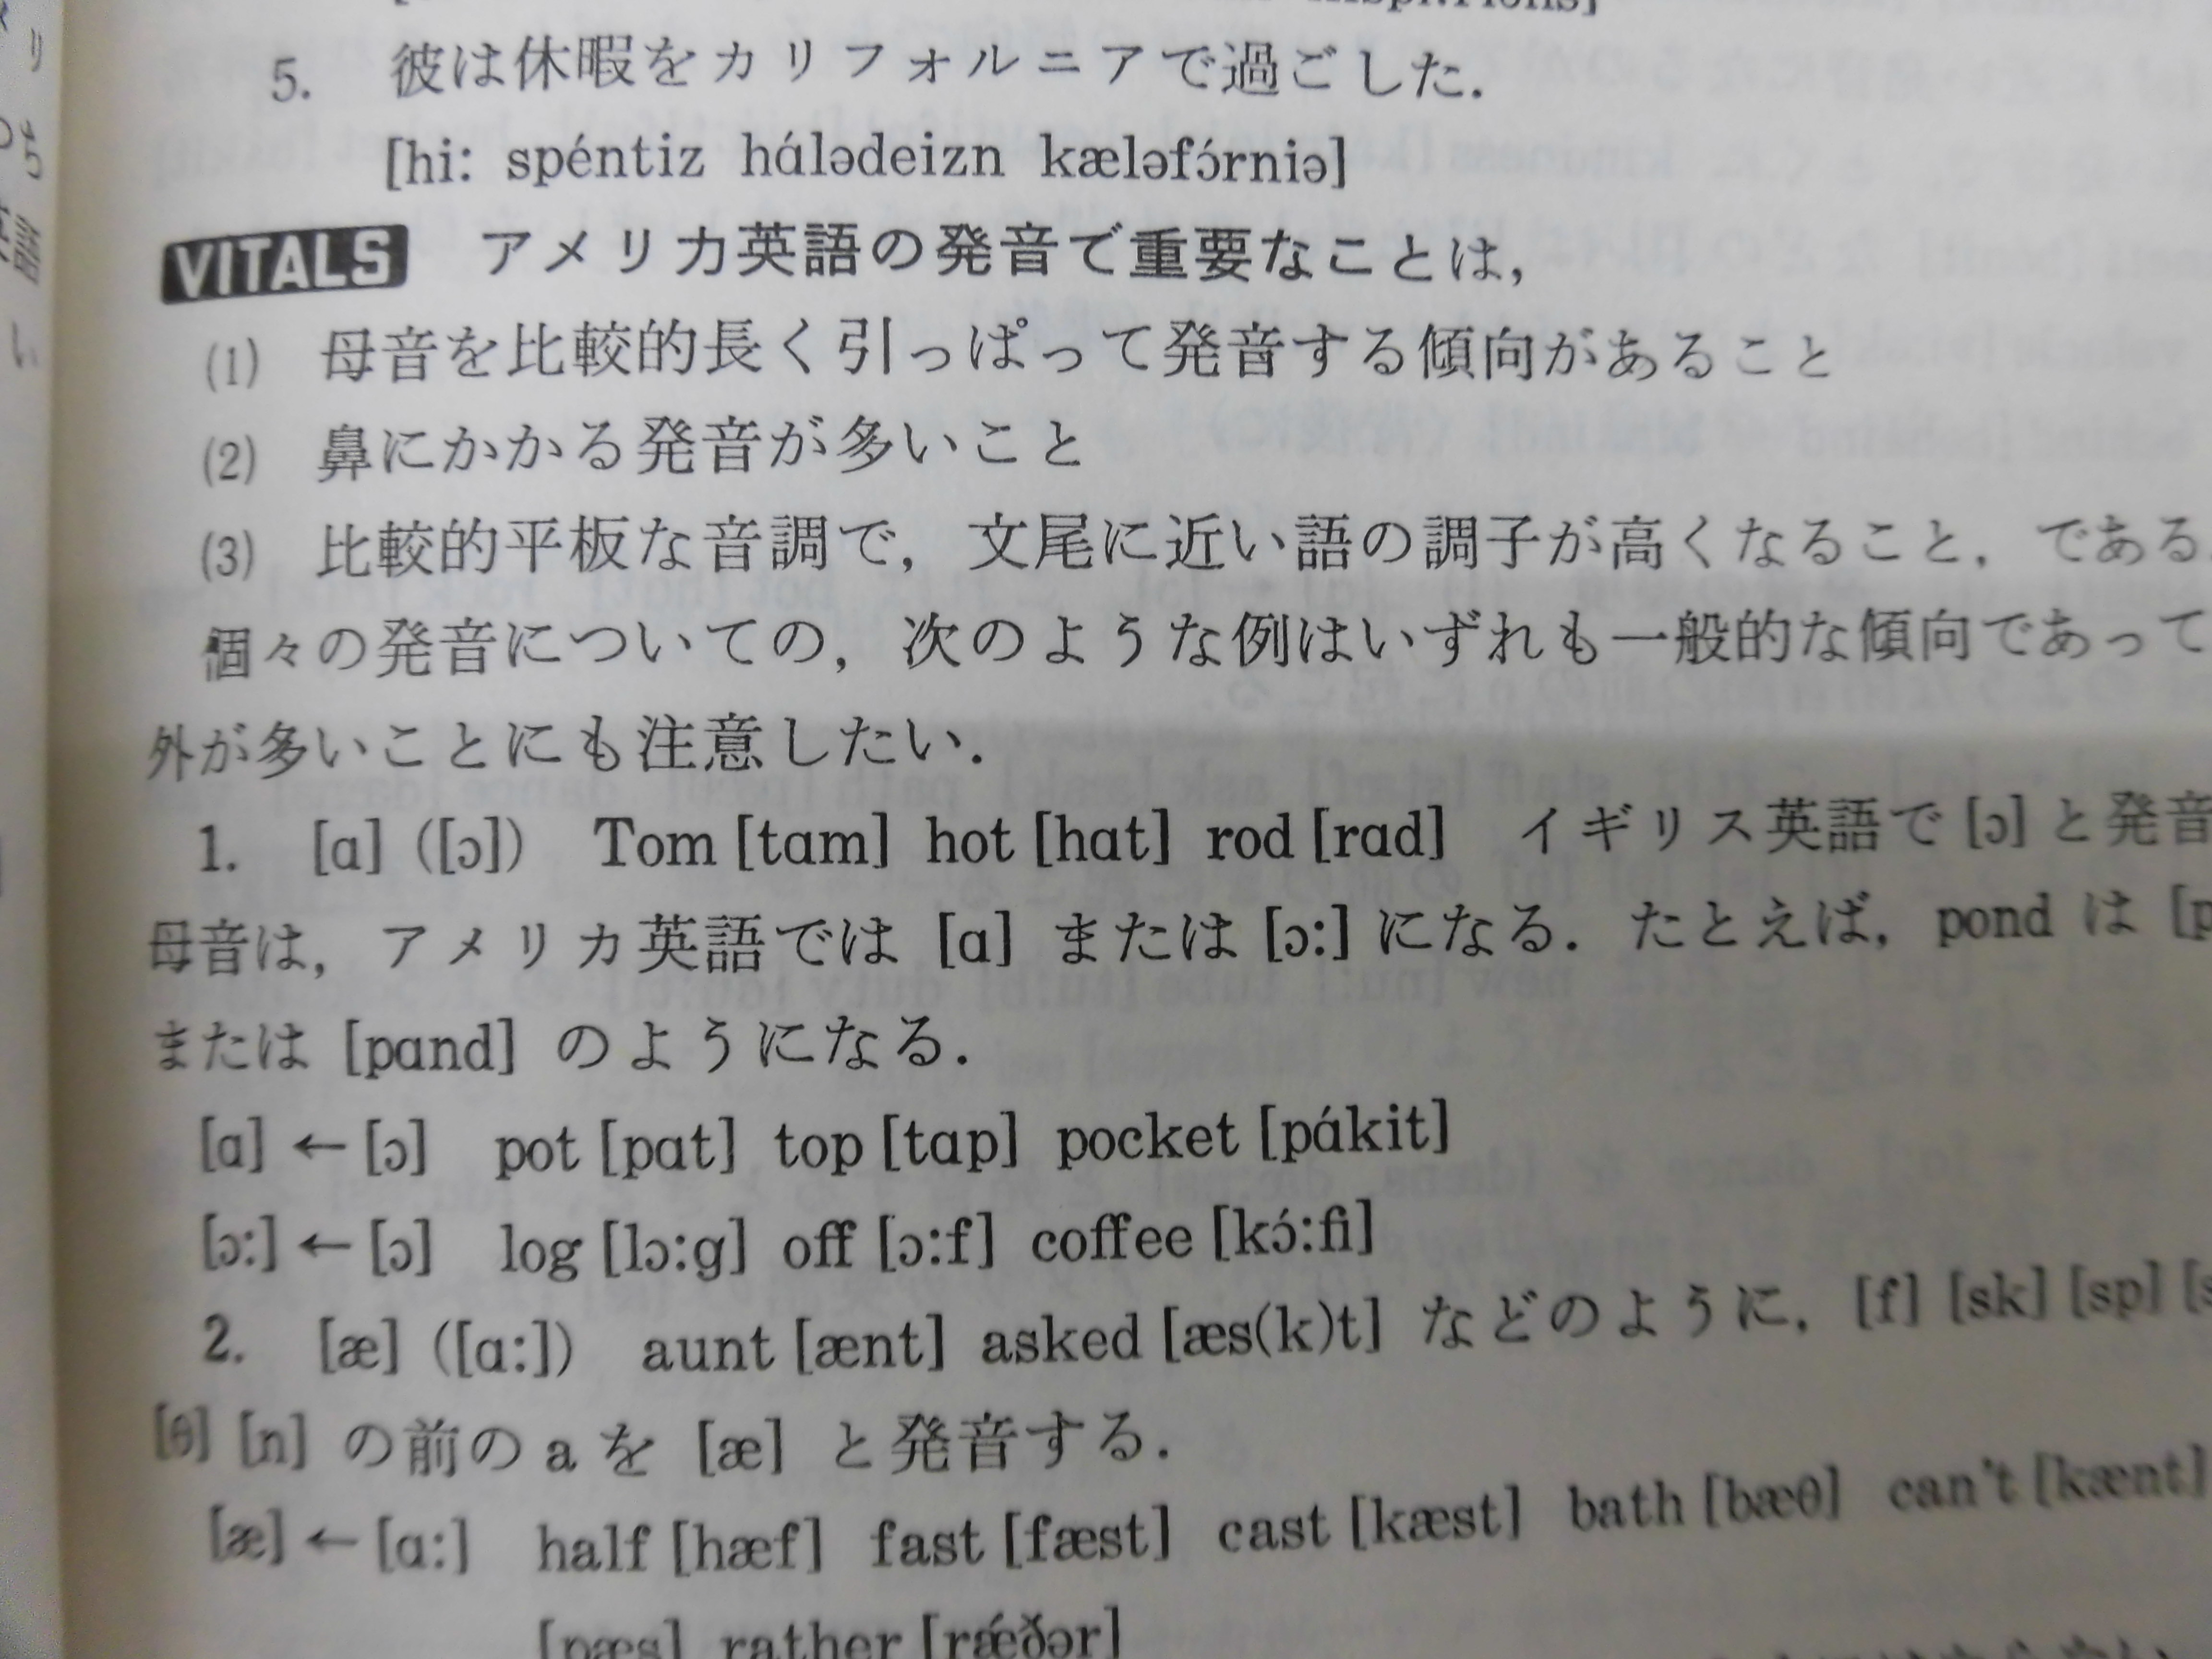 5. 彼は休暇をカリフォルニアで過ごした.
[hi: spéntiz hɑ́lədeizn kæləfɔ́rniə]
VITALS アメリカ英語の発音で重要なことは,
(1) 母音を比較的長く引っぱって発音する傾向があること
(2) 鼻にかかる発音が多いこと
(3) 比較的平板な音調で, 文尾に近い語の調子が高くなること, である
個々の発音についての, 次のような例はいずれも一般的な傾向であって
外が多いことにも注意したい.
1. [ɑ] ([ɔ]) Tom [tɑm] hot [hɑt] rod [rɑd] イギリス英語で [ɔ] と発音
母音は, アメリカ英語では [ɑ] または [ɔ:] になる. たとえば, pond は [p
または [pɑnd] のようになる.
[ɑ] ← [ɔ] pot [pɑt] top [tɑp] pocket [pɑ́kit]
[ɔ:] ← [ɔ] log [lɔ:g] off [ɔ:f] coffee [kɔ́:fi]
2. [æ] ([ɑ:]) aunt [ænt] asked [æs(k)t] などのように, [f] [sk] [sp] [s
[θ] [n] の前の a を [æ] と発音する.
[æ] ← [ɑ:] half [hæf] fast [fæst] cast [kæst] bath [bæθ] can't [kænt]
[pæs] rather [rǽðər]